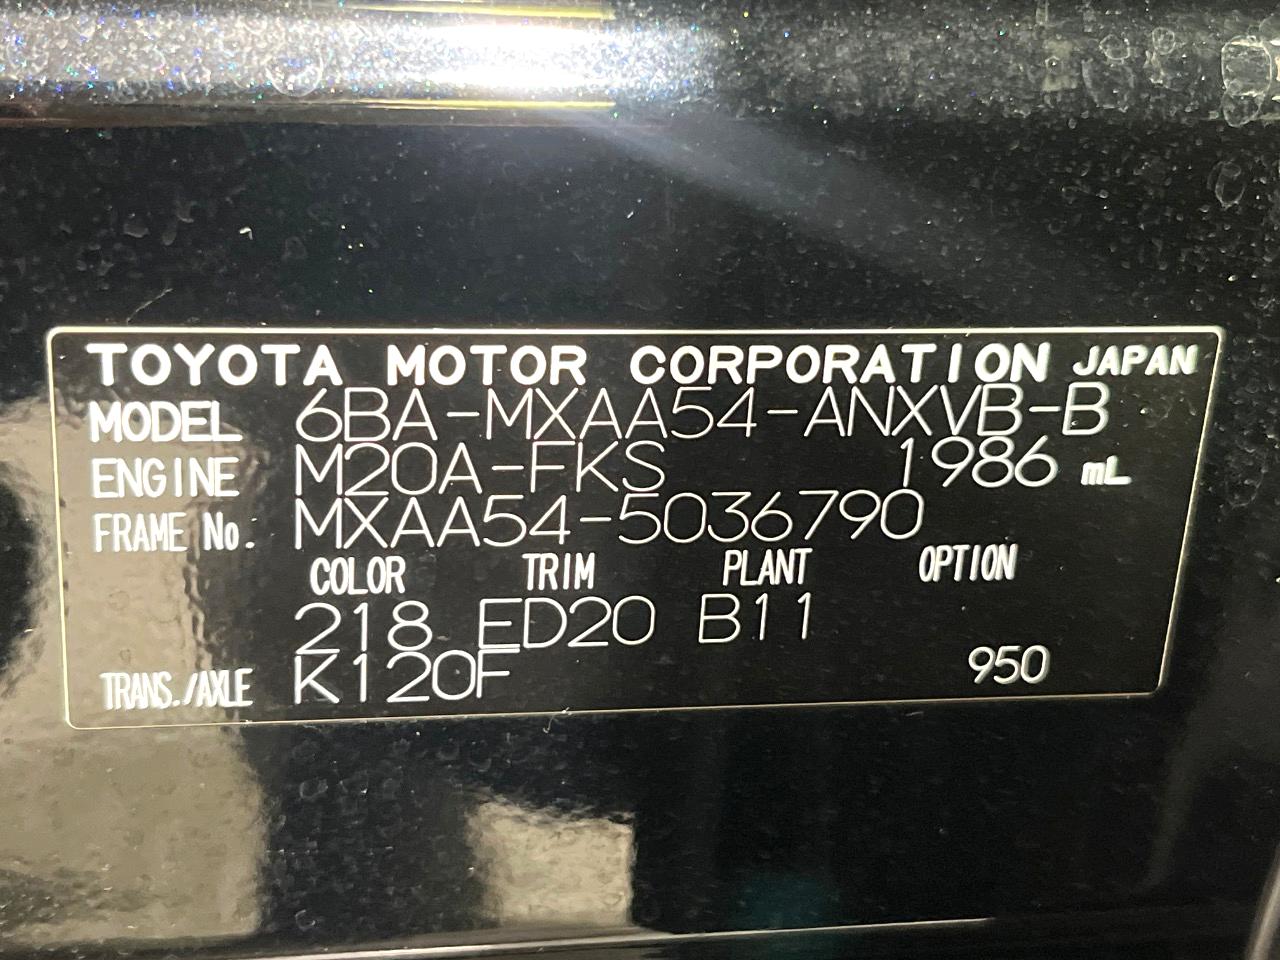 TOYOTA MOTOR CORPORATION JAPAN
MODEL 6BA-MXAA54-ANXVB-B
ENGINE M20A-FKS 1986 mL
FRAME No. MXAA54-5036790
COLOR TRIM PLANT OPTION
218 ED20 B11
TRANS./AXLE K120F 950